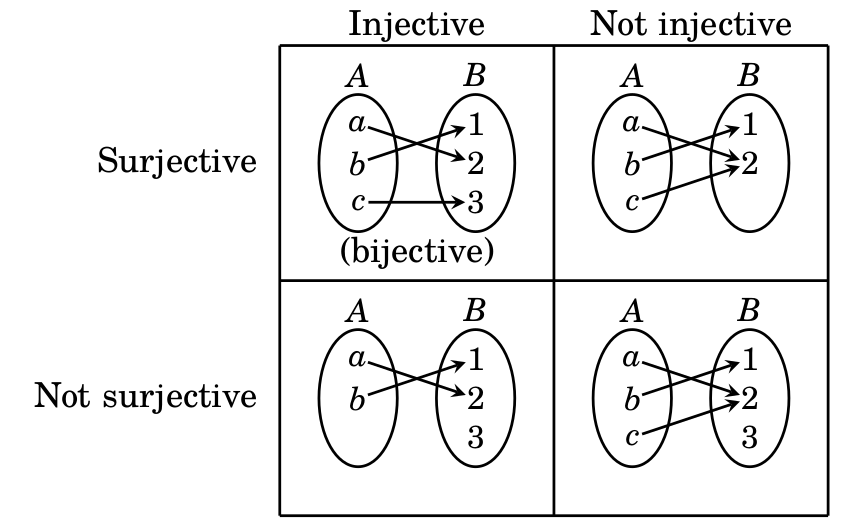 Injective Not injective
A B A B
a 1 a 1
Surjective b 2 b 2
c 3 c
(bijective)
A B A B
a 1 a 1
Not surjective b 2 b 2
3 c 3